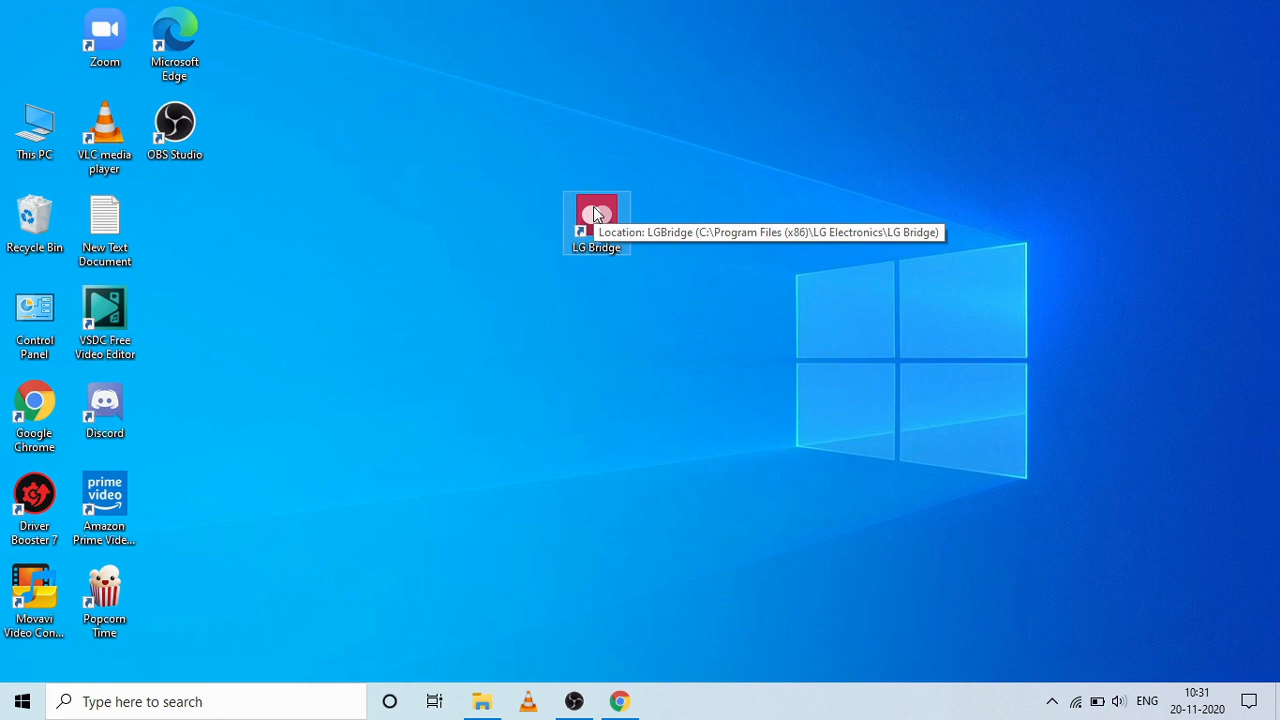 Zoom
Microsoft
Edge
This PC
VLC media
player
OBS Studio
Recycle Bin
New Text
Document
Location: LGBridge (C:\Program Files (x86)\LG Electronics\LG Bridge)
LG Bridge
Control
Panel
VSDC Free
Video Editor
Google
Chrome
Discord
prime
video
Driver
Booster 7
Amazon
Prime Vide...
Movavi
Video Con...
Popcorn
Time
Type here to search
ENG
10:31
20-11-2020